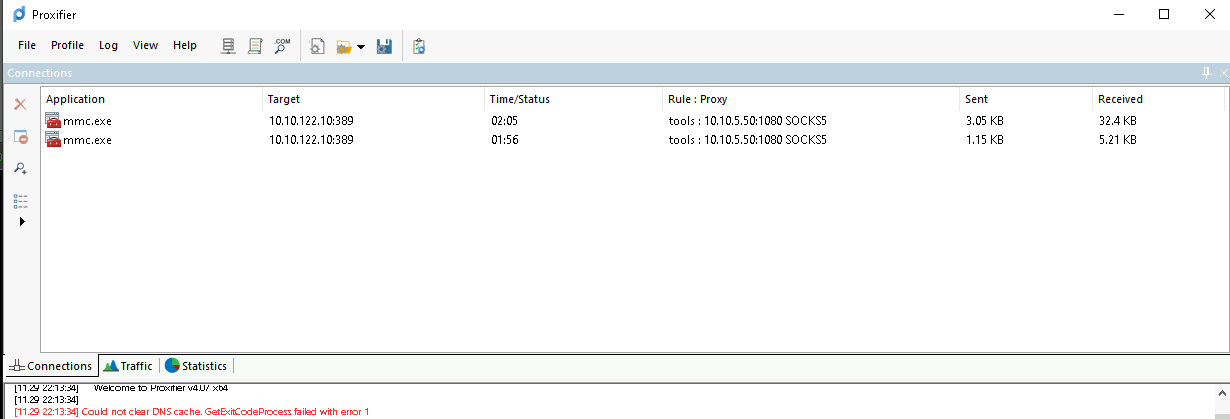 Proxifier
File Profile Log View Help .COM
Connections
Application Target Time/Status Rule : Proxy Sent Received
mmc.exe 10.10.122.10:389 02:05 tools : 10.10.5.50:1080 SOCKS5 3.05 KB 32.4 KB
mmc.exe 10.10.122.10:389 01:56 tools : 10.10.5.50:1080 SOCKS5 1.15 KB 5.21 KB
Connections Traffic Statistics
[11.29 22:13:34] Welcome to Proxifier v4.07 x64
[11.29 22:13:34]
[11.29 22:13:34] Could not clear DNS cache. GetExitCodeProcess failed with error 1